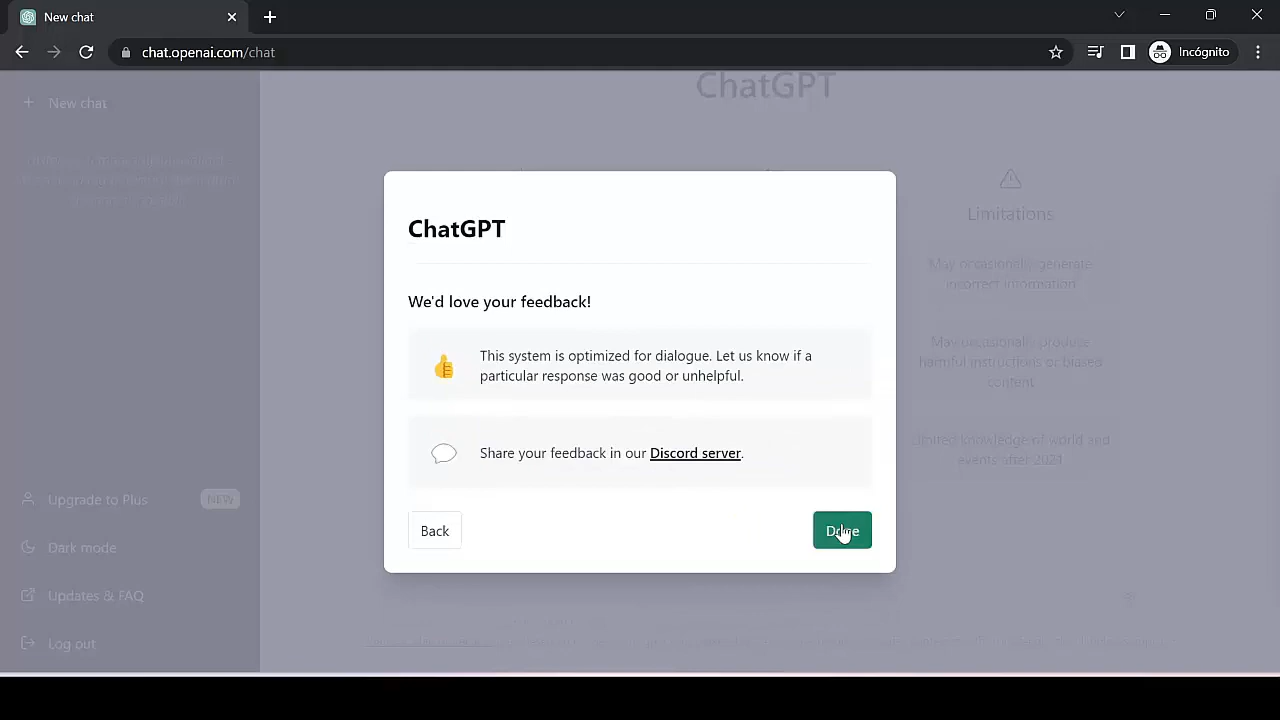 New chat
chat.openai.com/chat
Incógnito
ChatGPT
New chat
Limitations
May occasionally generate
incorrect information
May occasionally produce
harmful instructions or biased
content
Limited knowledge of world and
events after 2021
Upgrade to Plus NEW
Dark mode
Updates & FAQ
Log out
ChatGPT
We'd love your feedback!
This system is optimized for dialogue. Let us know if a
particular response was good or unhelpful.
Share your feedback in our Discord server.
Back
Done